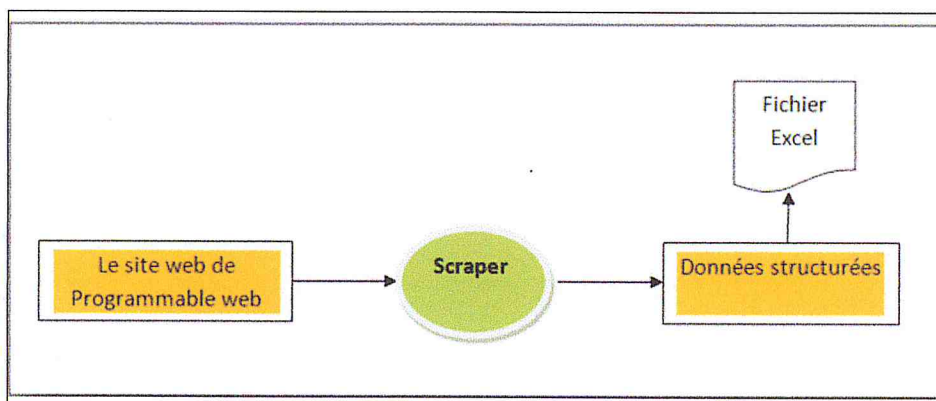 Fichier
Excel
Le site web de
Programmable web
Scraper
Données structurées